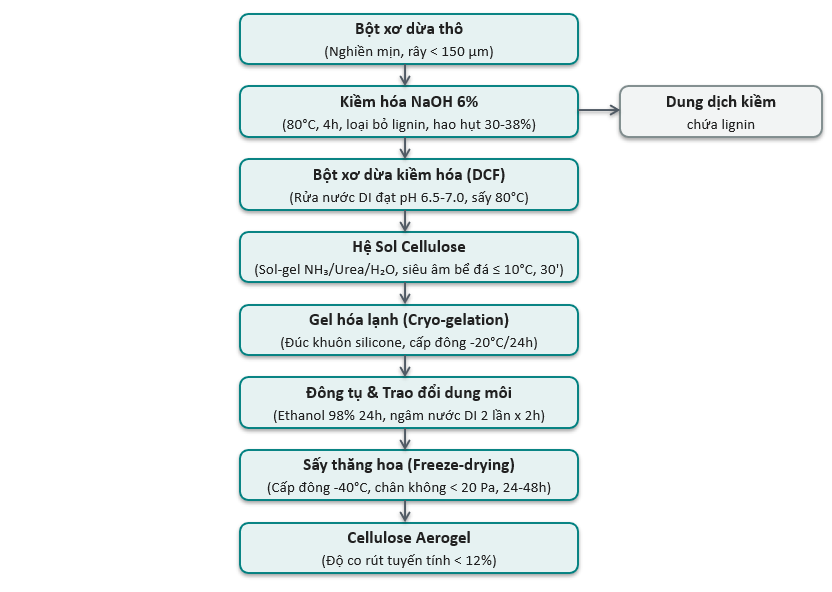 Bột xơ dừa thô
(Nghiền mịn, rây < 150 µm)
Kiềm hóa NaOH 6%
(80°C, 4h, loại bỏ lignin, hao hụt 30-38%)
Dung dịch kiềm
chứa lignin
Bột xơ dừa kiềm hóa (DCF)
(Rửa nước DI đạt pH 6.5-7.0, sấy 80°C)
Hệ Sol Cellulose
(Sol-gel NH₃/Urea/H₂O, siêu âm bể đá ≤ 10°C, 30')
Gel hóa lạnh (Cryo-gelation)
(Đúc khuôn silicone, cấp đông -20°C/24h)
Đông tụ & Trao đổi dung môi
(Ethanol 98% 24h, ngâm nước DI 2 lần x 2h)
Sấy thăng hoa (Freeze-drying)
(Cấp đông -40°C, chân không < 20 Pa, 24-48h)
Cellulose Aerogel
(Độ co rút tuyến tính < 12%)